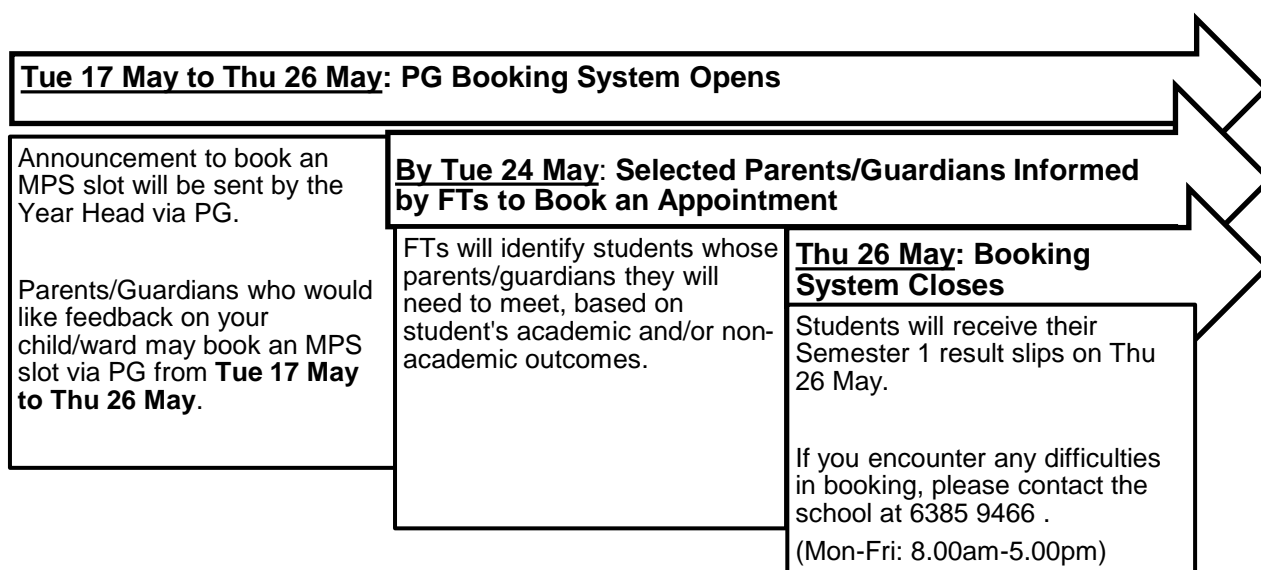 Tue 17 May to Thu 26 May: PG Booking System Opens
Announcement to book an
MPS slot will be sent by the
Year Head via PG.
Parents/Guardians who would
like feedback on your
child/ward may book an MPS
slot via PG from Tue 17 May
to Thu 26 May.
By Tue 24 May: Selected Parents/Guardians Informed
by FTs to Book an Appointment
FTs will identify students whose
parents/guardians they will
need to meet, based on
student's academic and/or non-
academic outcomes.
Thu 26 May: Booking
System Closes
Students will receive their
Semester 1 result slips on Thu
26 May.
If you encounter any difficulties
in booking, please contact the
school at 6385 9466 .
(Mon-Fri: 8.00am-5.00pm)